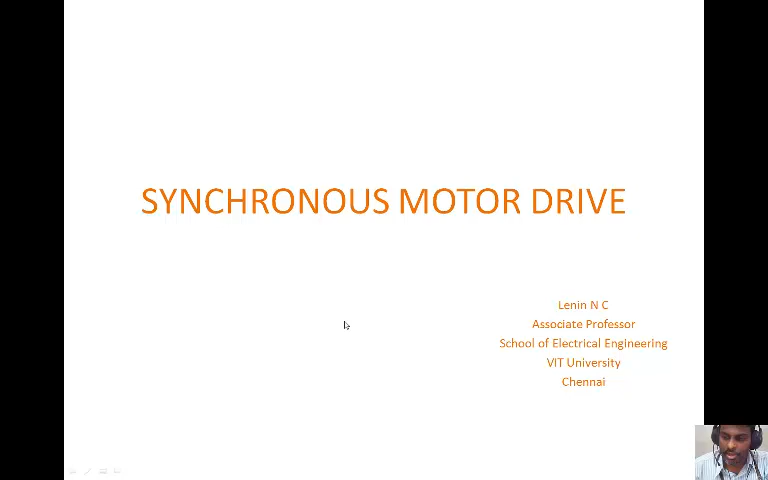 SYNCHRONOUS MOTOR DRIVE
Lenin N C
Associate Professor
School of Electrical Engineering
VIT University
Chennai